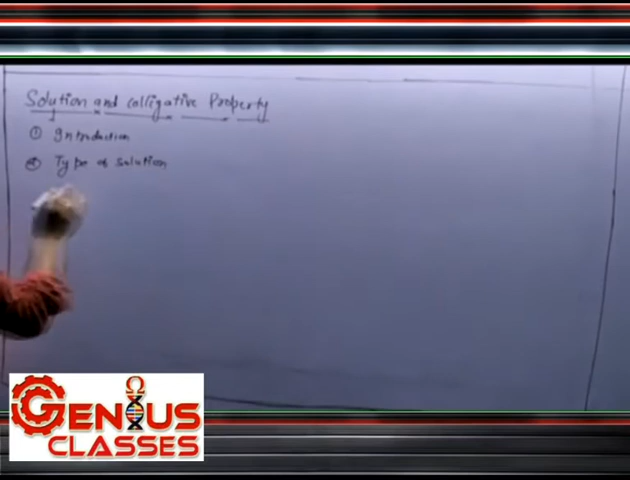 Solution and colligative Property
① Introduction
② Type of solution
GENIUS
CLASSES